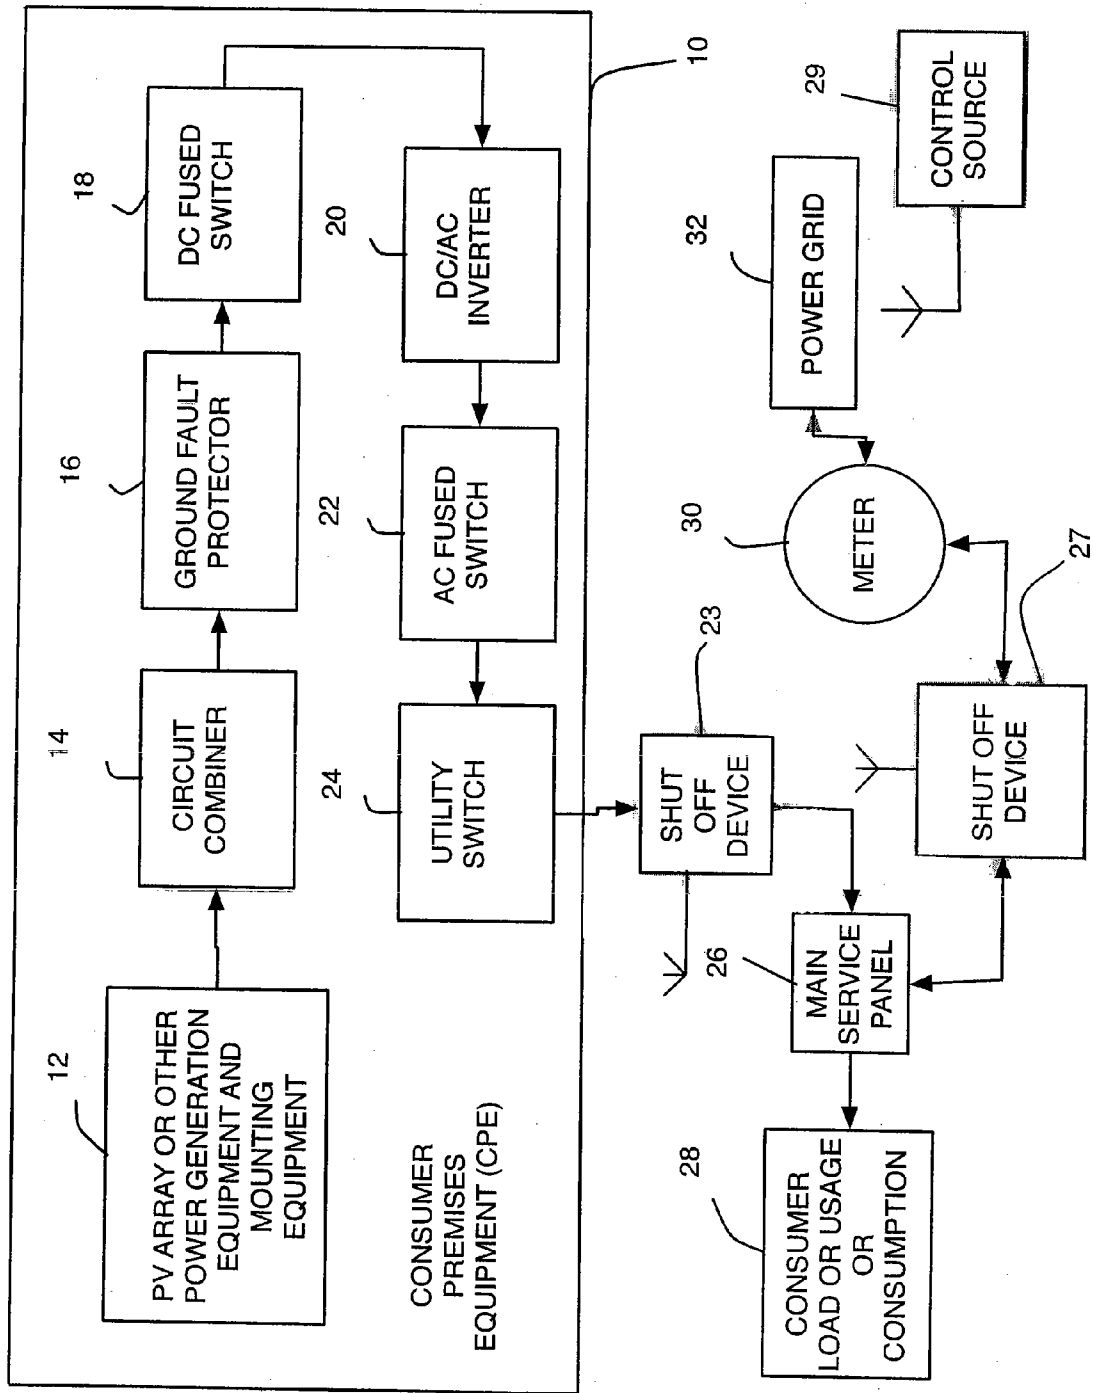 12
PV ARRAY OR OTHER
POWER GENERATION
EQUIPMENT AND
MOUNTING
EQUIPMENT
14
CIRCUIT
COMBINER
16
GROUND FAULT
PROTECTOR
18
DC FUSED
SWITCH
20
DC/AC
INVERTER
22
AC FUSED
SWITCH
24
UTILITY
SWITCH
CONSUMER
PREMISES
EQUIPMENT (CPE)
10
23
SHUT
OFF
DEVICE
26
MAIN
SERVICE
PANEL
28
CONSUMER
LOAD OR USAGE
OR
CONSUMPTION
27
SHUT OFF
DEVICE
30
METER
32
POWER GRID
29
CONTROL
SOURCE